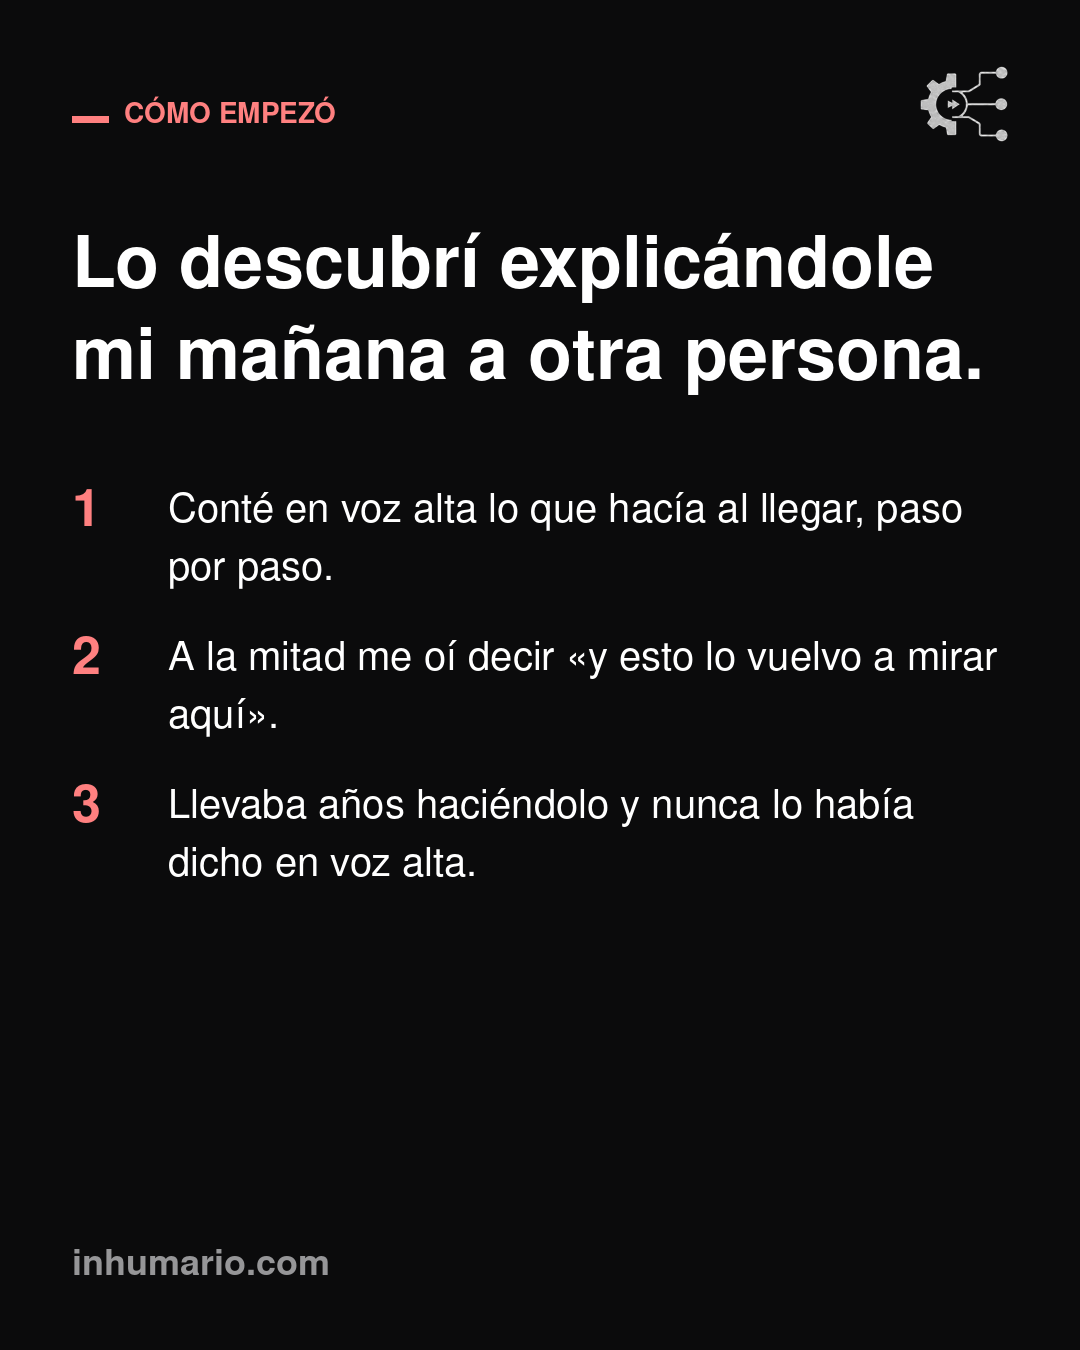 CÓMO EMPEZÓ
Lo descubrí explicándole
mi mañana a otra persona.
1 Conté en voz alta lo que hacía al llegar, paso
por paso.
2 A la mitad me oí decir «y esto lo vuelvo a mirar
aquí».
3 Llevaba años haciéndolo y nunca lo había
dicho en voz alta.
inhumario.com